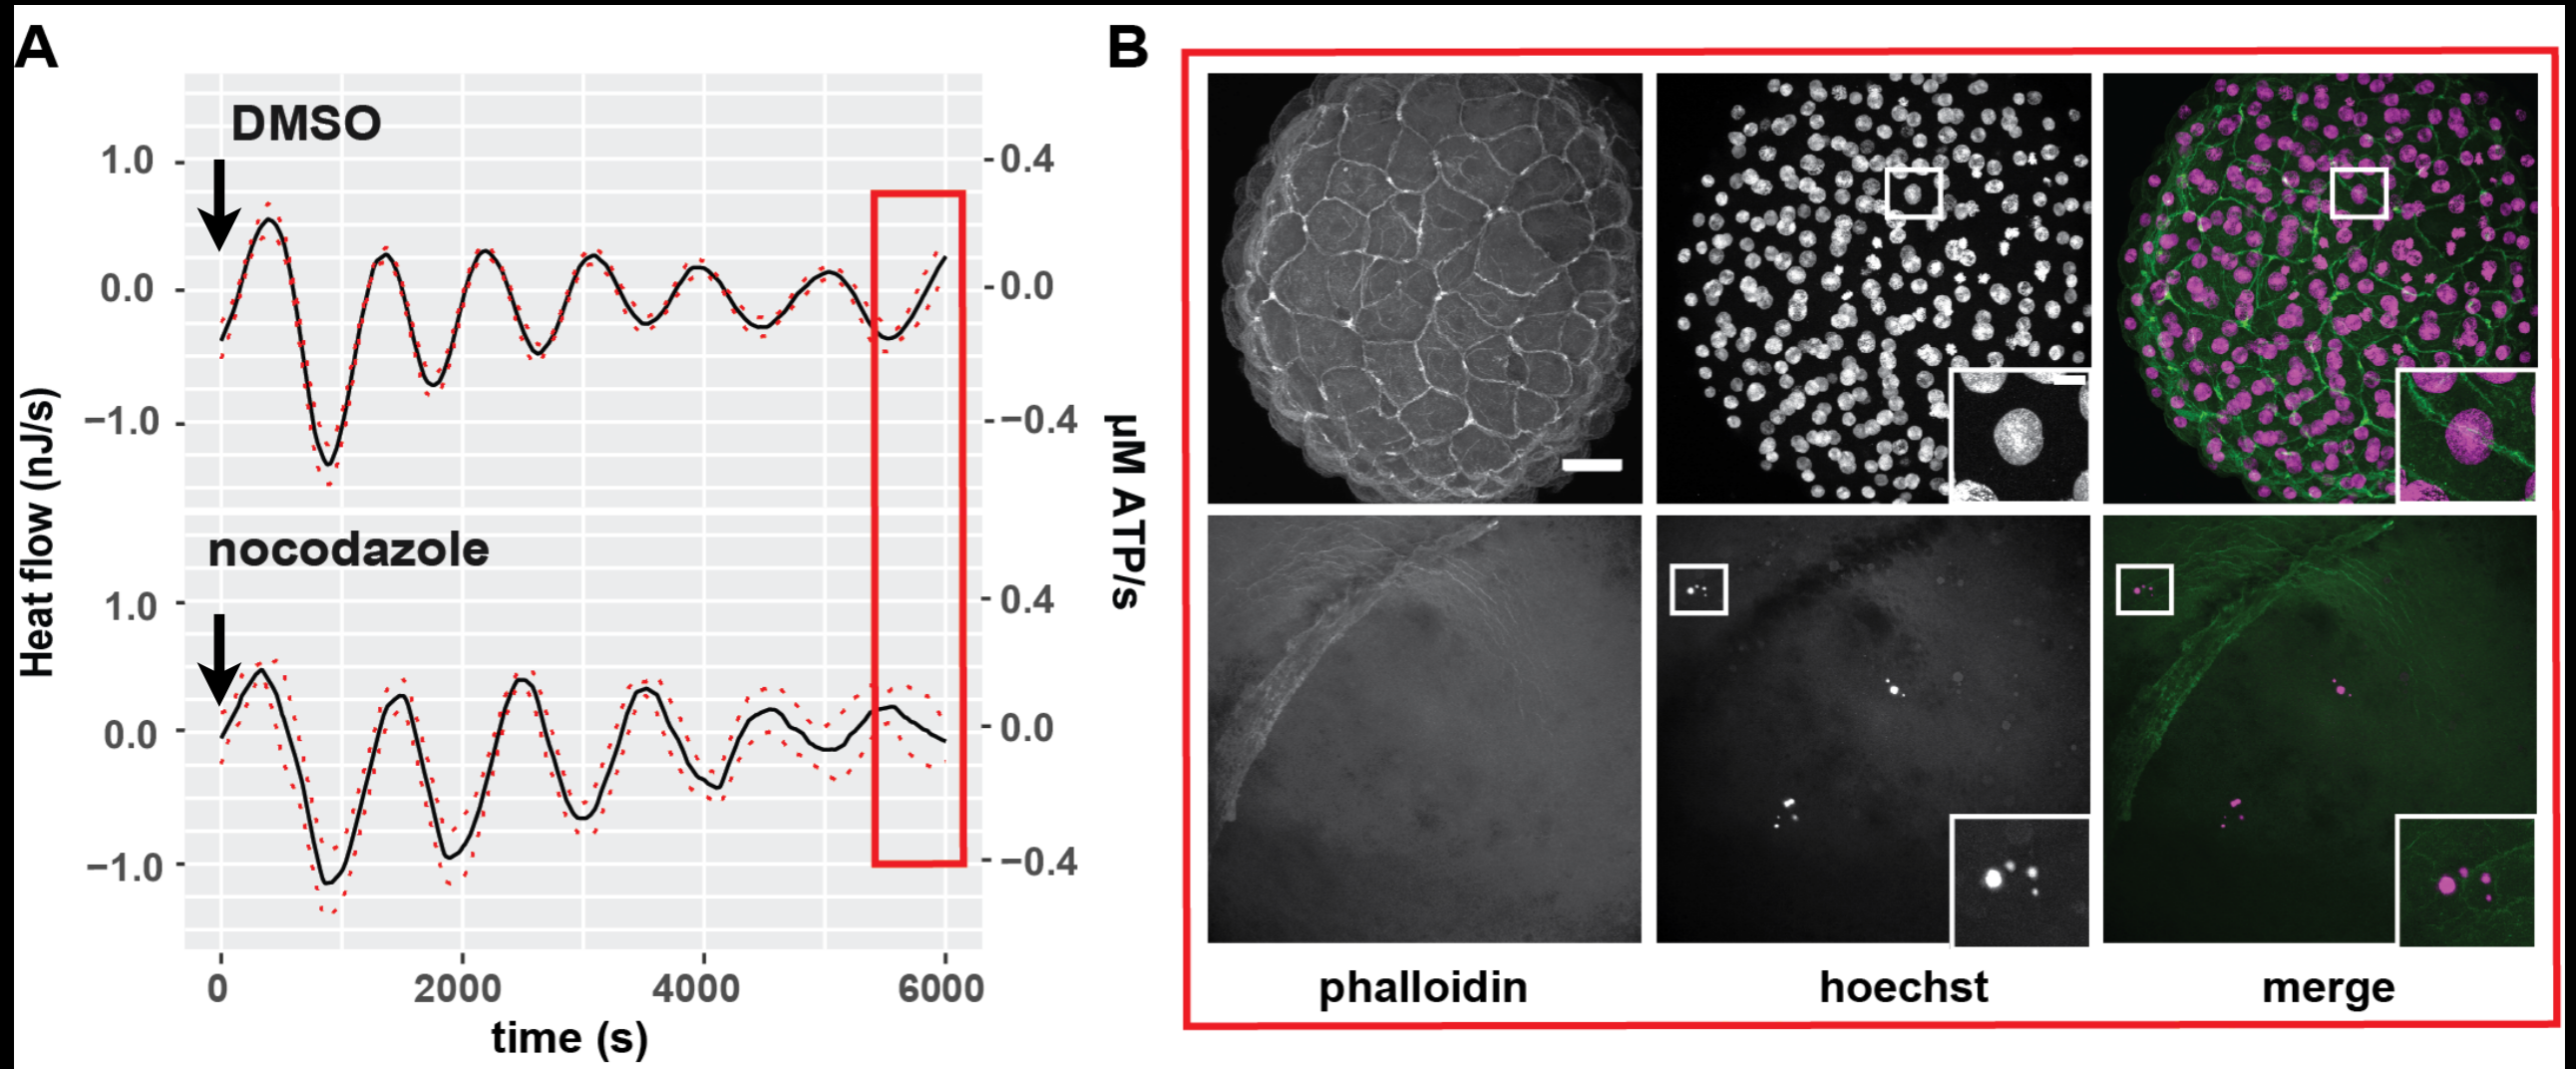 A
DMSO
1.0
0.0
−1.0
0.4
0.0
−0.4
nocodazole
1.0
0.0
−1.0
0.4
0.0
−0.4
Heat flow (nJ/s)
µM ATP/s
0
2000
4000
6000
time (s)
B
phalloidin
hoechst
merge